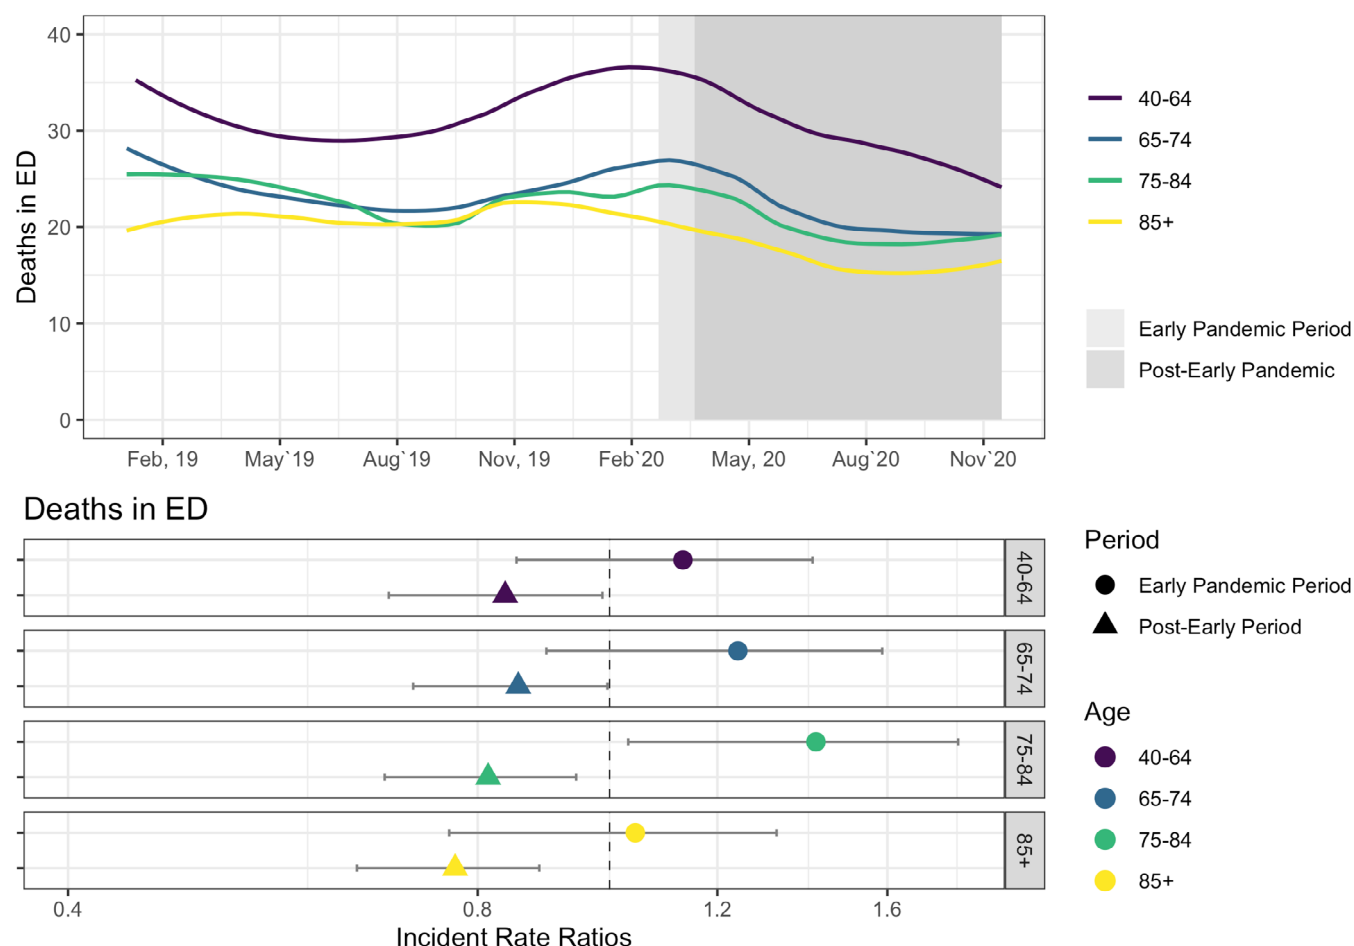 40
30
20
10
0
Deaths in ED
Feb, 19
May`19
Aug`19
Nov, 19
Feb`20
May, 20
Aug`20
Nov`20
40-64
65-74
75-84
85+
Early Pandemic Period
Post-Early Pandemic
Deaths in ED
40-64
65-74
75-84
85+
0.4
0.8
1.2
1.6
Incident Rate Ratios
Period
Early Pandemic Period
Post-Early Period
Age
40-64
65-74
75-84
85+